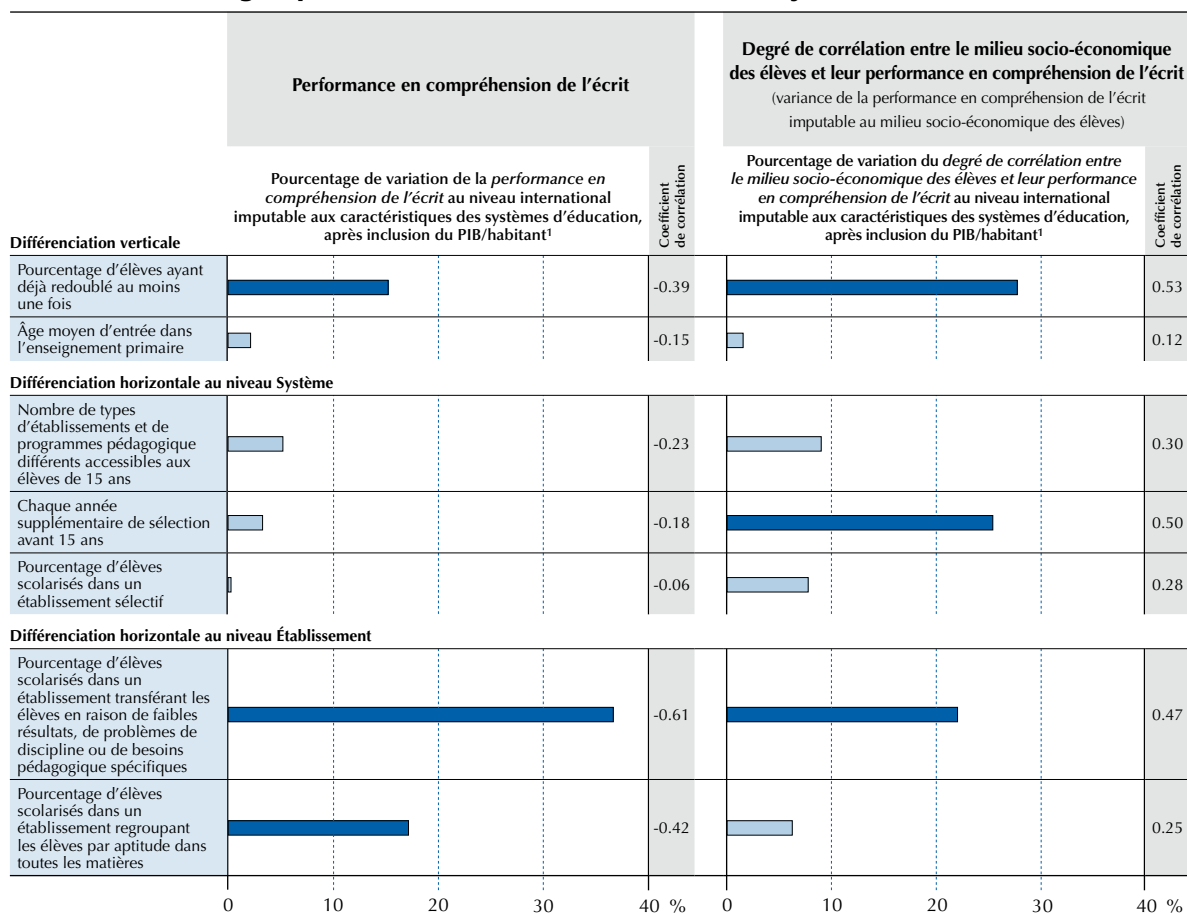 Performance en compréhension de l'écrit
Degré de corrélation entre le milieu socio-économique
des élèves et leur performance en compréhension de l'écrit
(variance de la performance en compréhension de l'écrit
imputable au milieu socio-économique des élèves)
Différenciation verticale
Pourcentage de variation de la performance en
compréhension de l'écrit au niveau international
imputable aux caractéristiques des systèmes d'éducation,
après inclusion du PIB/habitant¹
Coefficient
de corrélation
Pourcentage de variation du degré de corrélation entre
le milieu socio-économique des élèves et leur performance
en compréhension de l'écrit au niveau international
imputable aux caractéristiques des systèmes d'éducation,
après inclusion du PIB/habitant¹
Coefficient
de corrélation
Pourcentage d'élèves ayant
déjà redoublé au moins
une fois
-0.39
0.53
Âge moyen d'entrée dans
l'enseignement primaire
-0.15
0.12
Différenciation horizontale au niveau Système
Nombre de types
d'établissements et de
programmes pédagogique
différents accessibles aux
élèves de 15 ans
-0.23
0.30
Chaque année
supplémentaire de sélection
avant 15 ans
-0.18
0.50
Pourcentage d'élèves
scolarisés dans un
établissement sélectif
-0.06
0.28
Différenciation horizontale au niveau Établissement
Pourcentage d'élèves
scolarisés dans un
établissement transférant les
élèves en raison de faibles
résultats, de problèmes de
discipline ou de besoins
pédagogique spécifiques
-0.61
0.47
Pourcentage d'élèves
scolarisés dans un
établissement regroupant
les élèves par aptitude dans
toutes les matières
-0.42
0.25
0 10 20 30 40 %
0 10 20 30 40 %